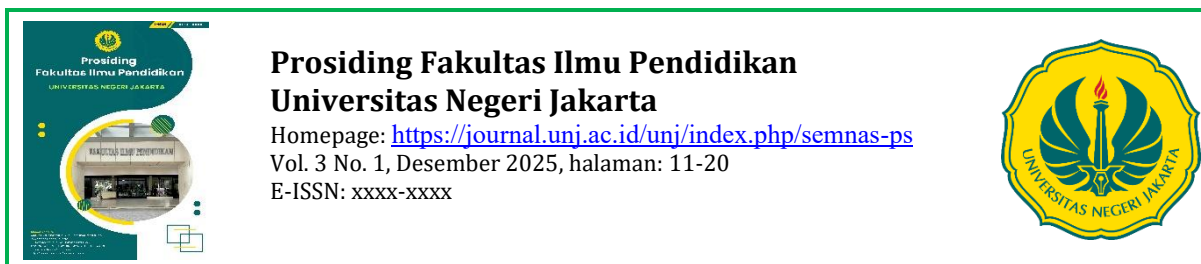 Prosiding
Fakultas Ilmu Pendidikan
UNIVERSITAS NEGERI JAKARTA
FAKULTAS ILMU PENDIDIKAN
Prosiding Fakultas Ilmu Pendidikan
Universitas Negeri Jakarta
Homepage: https://journal.unj.ac.id/unj/index.php/semnas-ps
Vol. 3 No. 1, Desember 2025, halaman: 11-20
E-ISSN: xxxx-xxxx
UNIVERSITAS NEGERI JAKARTA